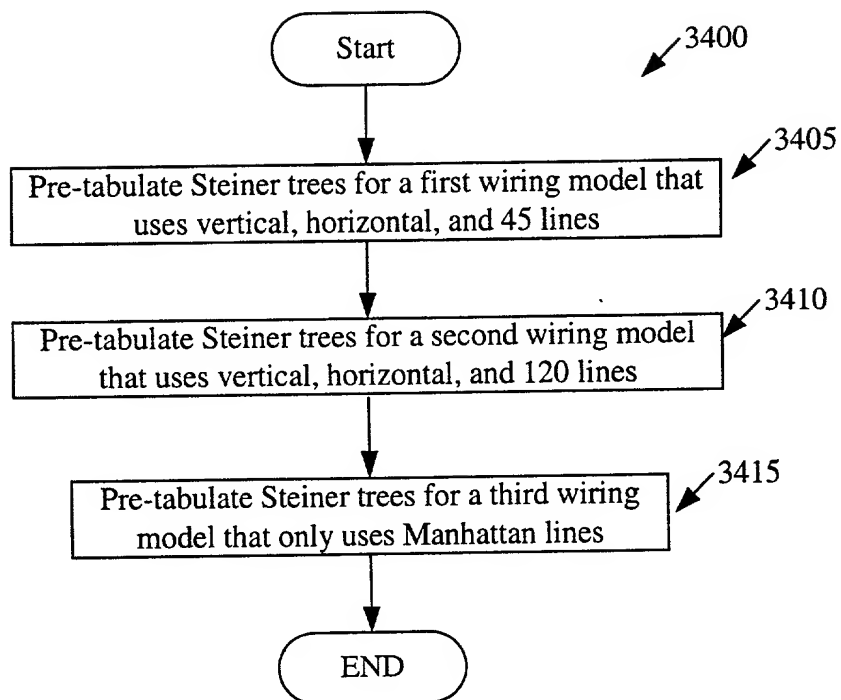 Start
3400
3405
Pre-tabulate Steiner trees for a first wiring model that
uses vertical, horizontal, and 45 lines
3410
Pre-tabulate Steiner trees for a second wiring model
that uses vertical, horizontal, and 120 lines
3415
Pre-tabulate Steiner trees for a third wiring
model that only uses Manhattan lines
END